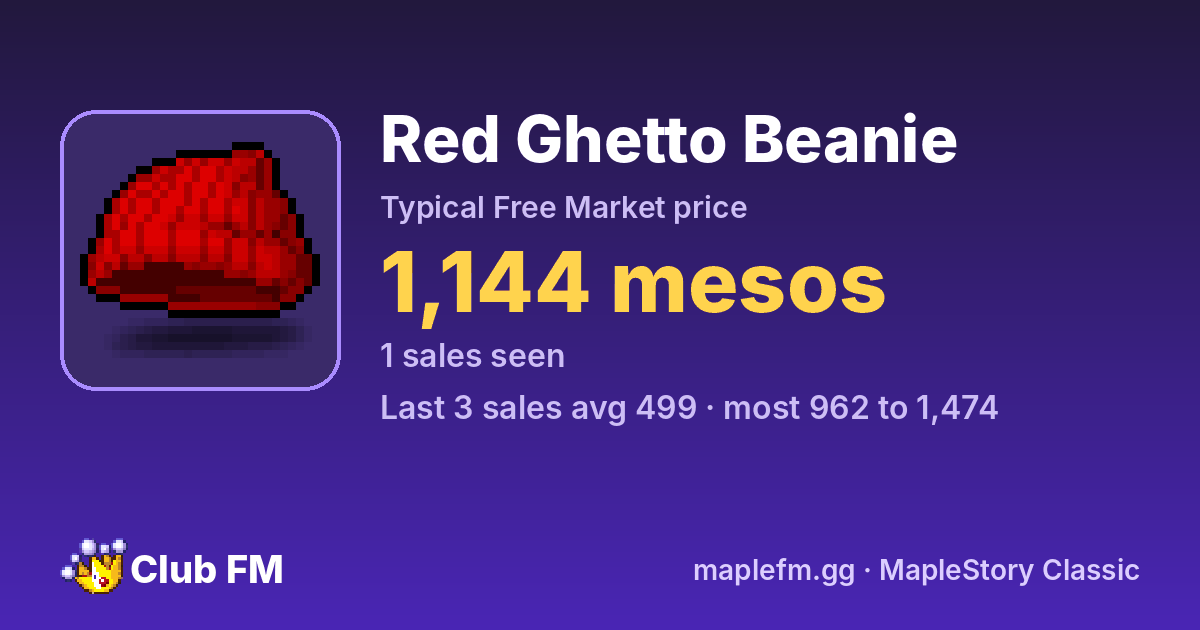 Red Ghetto Beanie
Typical Free Market price
1,144 mesos
1 sales seen
Last 3 sales avg 499 · most 962 to 1,474
Club FM
maplefm.gg · MapleStory Classic